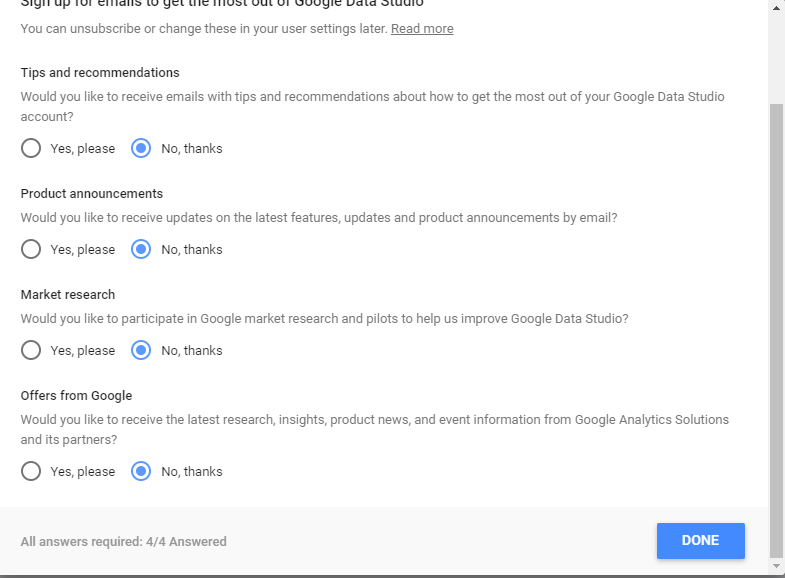 Sign up for emails to get the most out of Google Data Studio
You can unsubscribe or change these in your user settings later. Read more
Tips and recommendations
Would you like to receive emails with tips and recommendations about how to get the most out of your Google Data Studio
account?
Yes, please No, thanks
Product announcements
Would you like to receive updates on the latest features, updates and product announcements by email?
Yes, please No, thanks
Market research
Would you like to participate in Google market research and pilots to help us improve Google Data Studio?
Yes, please No, thanks
Offers from Google
Would you like to receive the latest research, insights, product news, and event information from Google Analytics Solutions
and its partners?
Yes, please No, thanks
All answers required: 4/4 Answered
DONE